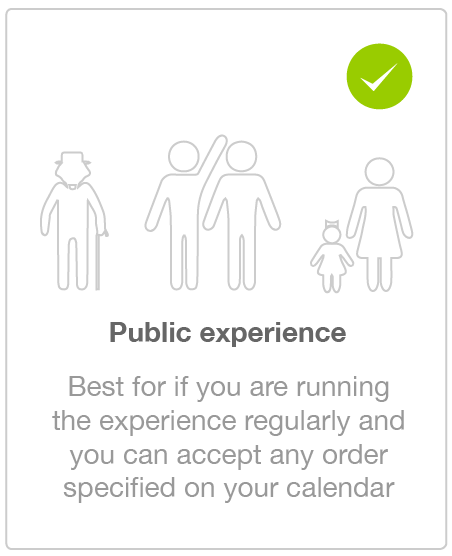 Public experience
Best for if you are running
the experience regularly and
you can accept any order
specified on your calendar